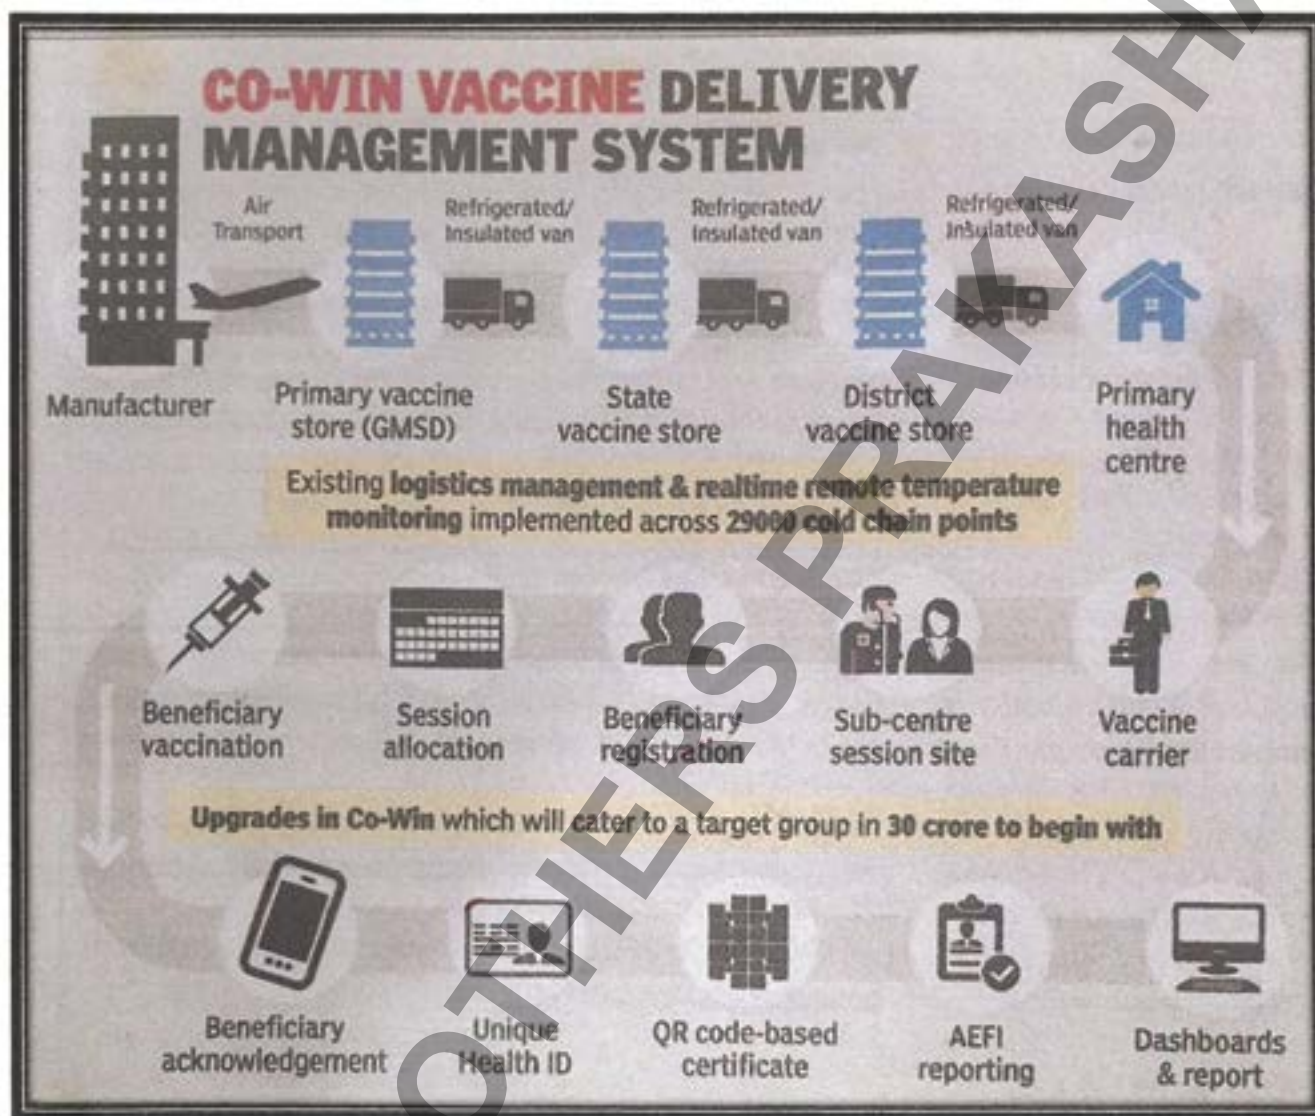 CO-WIN VACCINE DELIVERY
MANAGEMENT SYSTEM
Air
Transport
Refrigerated/
Insulated van
Refrigerated/
Insulated van
Refrigerated/
Insulated van
Manufacturer
Primary vaccine
store (GMSD)
State
vaccine store
District
vaccine store
Primary
health
centre
Existing logistics management & realtime remote temperature
monitoring implemented across 29000 cold chain points
Beneficiary
vaccination
Session
allocation
Beneficiary
registration
Sub-centre
session site
Vaccine
carrier
Upgrades in Co-Win which will cater to a target group in 30 crore to begin with
Beneficiary
acknowledgement
Unique
Health ID
QR code-based
certificate
AEFI
reporting
Dashboards
& report
OTHERS PRAKASHA